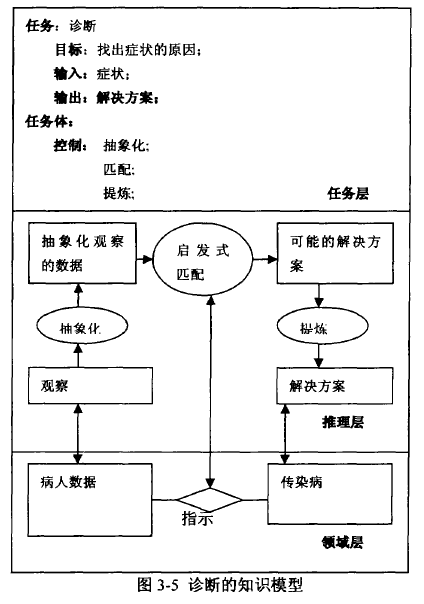 任务：诊断
目标：找出症状的原因；
输入：症状；
输出：解决方案；
任务体：
控制： 抽象化；
匹配；
提炼；
任务层
抽象化观察
的数据
启发式
匹配
可能的解决方
案
抽象化
提炼
观察
解决方案
推理层
病人数据
传染病
指示
领域层
图 3-5 诊断的知识模型